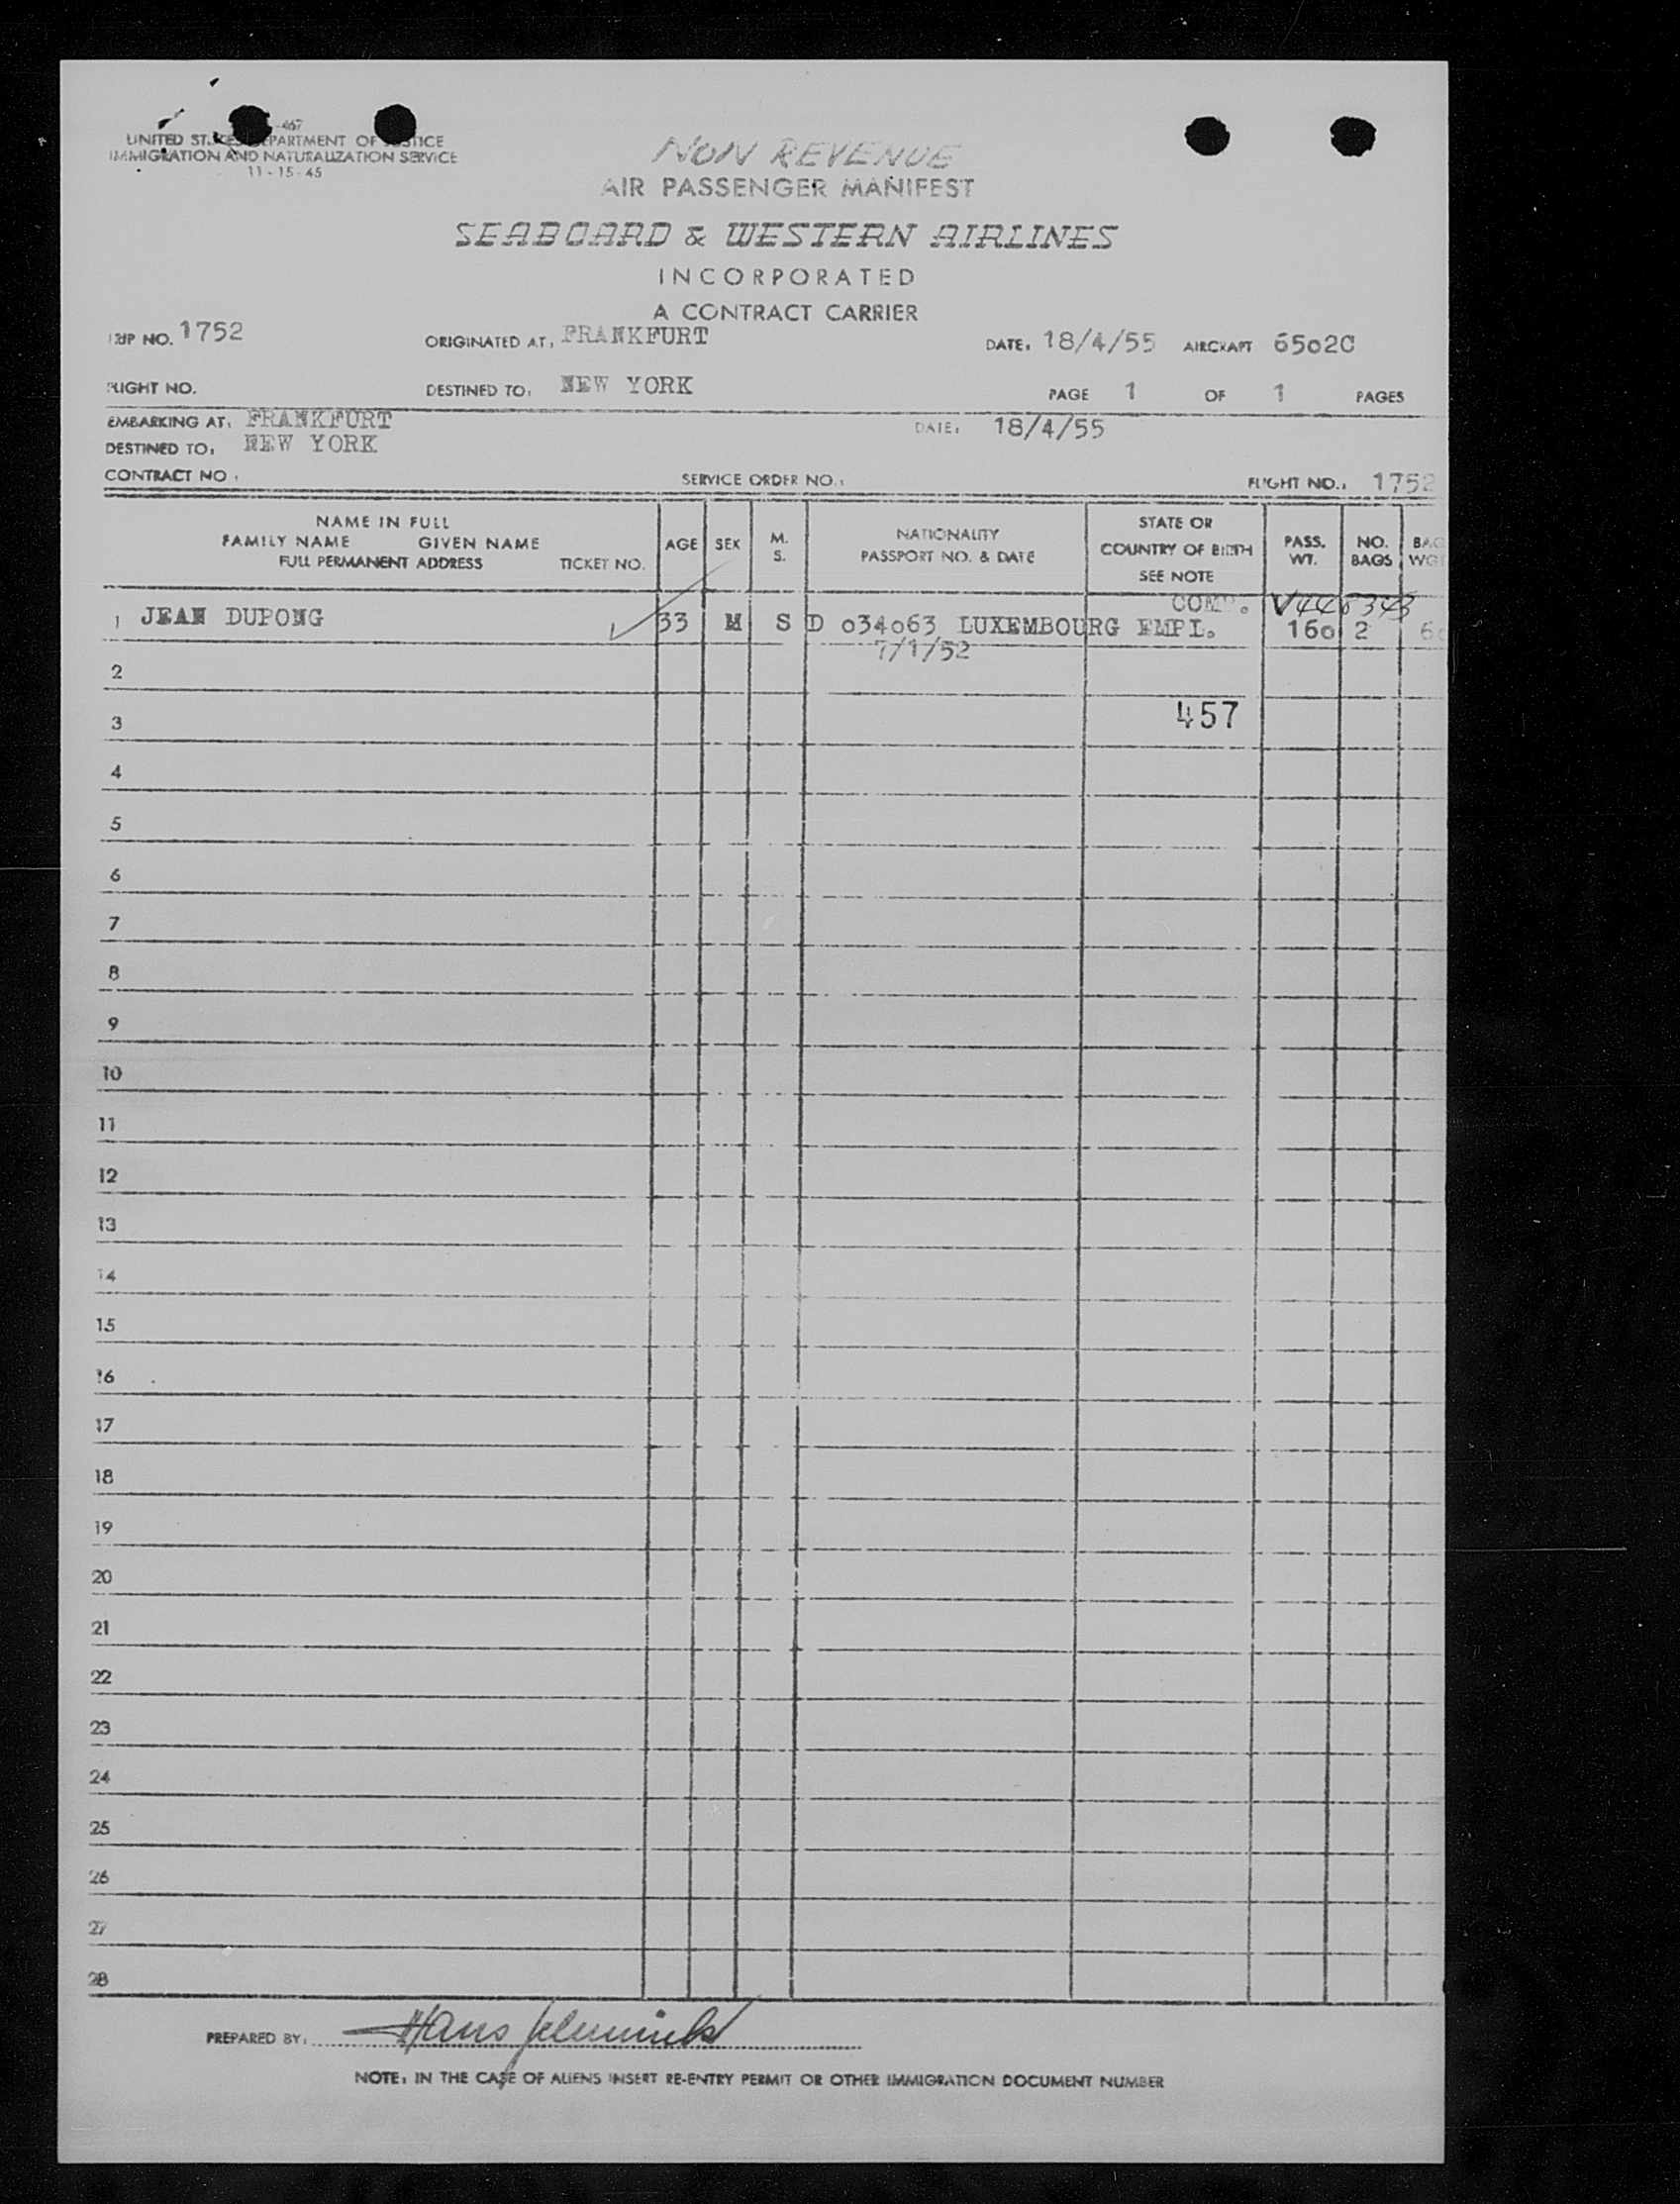 -467
UNITED STATES DEPARTMENT OF JUSTICE
IMMIGRATION AND NATURALIZATION SERVICE
11-15-45
NON REVENUE
AIR PASSENGER MANIFEST
SEABOARD & WESTERN AIRLINES
INCORPORATED
A CONTRACT CARRIER
TRIP NO. 1752 ORIGINATED AT: FRANKFURT DATE: 18/4/55 AIRCRAFT 6502C
FLIGHT NO. DESTINED TO: NEW YORK PAGE 1 OF 1 PAGES
EMBARKING AT: FRANKFURT DATE: 18/4/55
DESTINED TO: NEW YORK
CONTRACT NO: SERVICE ORDER NO.: FLIGHT NO.: 1752
NAME IN FULL
FAMILY NAME GIVEN NAME
FULL PERMANENT ADDRESS TICKET NO. AGE SEX M. S. NATIONALITY PASSPORT NO. & DATE STATE OR COUNTRY OF BIRTH SEE NOTE PASS. WT. NO. BAGS BAG WGT
COMP. V446343
1 JEAN DUPONG 33 M S D 034063 LUXEMBOURG EMPL. 160 2 60
7/1/52
2
3 457
4
5
6
7
8
9
10
11
12
13
14
15
16
17
18
19
20
21
22
23
24
25
26
27
28
PREPARED BY: Hans
NOTE: IN THE CASE OF ALIENS INSERT RE-ENTRY PERMIT OR OTHER IMMIGRATION DOCUMENT NUMBER